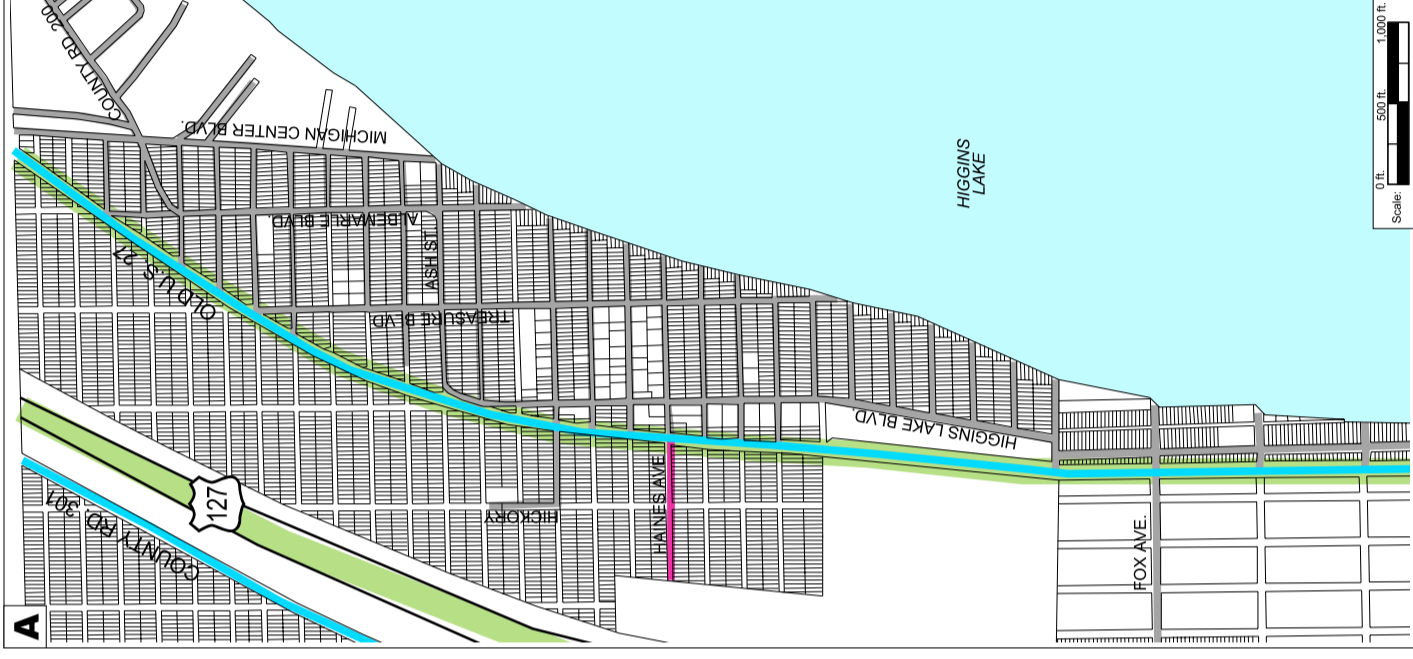 COUNTY RD. 200
MICHIGAN CENTER BLVD.
ALBEMARLE BLVD.
OLD U.S. 27
ASH ST.
TREASURE BLVD.
HIGGINS
LAKE
HIGGINS LAKE BLVD.
HAINES AVE.
HICKORY
127
COUNTY RD. 301
FOX AVE.
A
Scale:
0 ft.
500 ft.
1,000 ft.